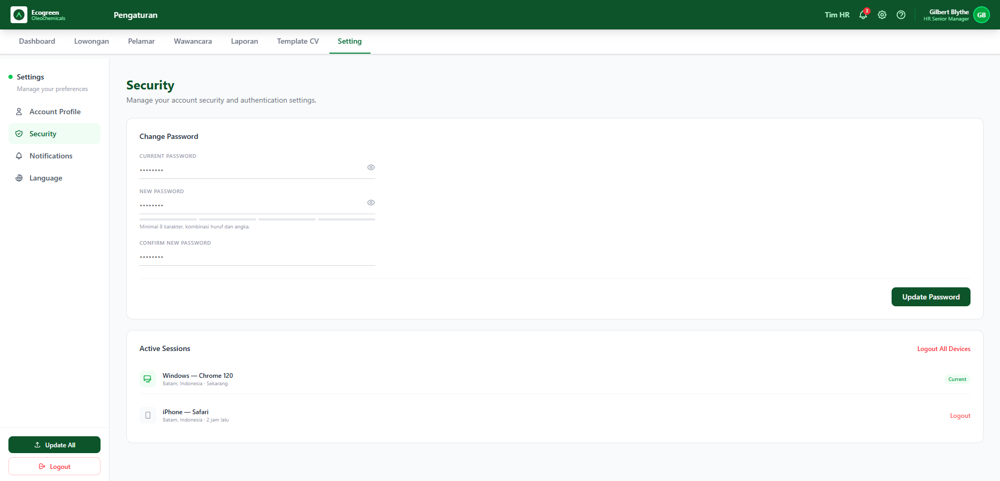 Ecogreen
Oleochemicals
Pengaturan
Tim HR
3
Gilbert Blythe
HR Senior Manager
GB
Dashboard
Lowongan
Pelamar
Wawancara
Laporan
Template CV
Setting
Settings
Manage your preferences
Account Profile
Security
Notifications
Language
Update All
Logout
Security
Manage your account security and authentication settings.
Change Password
CURRENT PASSWORD
••••••••
NEW PASSWORD
••••••••
Minimal 8 karakter, kombinasi huruf dan angka.
CONFIRM NEW PASSWORD
••••••••
Update Password
Active Sessions
Logout All Devices
Windows — Chrome 120
Batam, Indonesia · Sekarang
Current
iPhone — Safari
Batam, Indonesia · 2 jam lalu
Logout